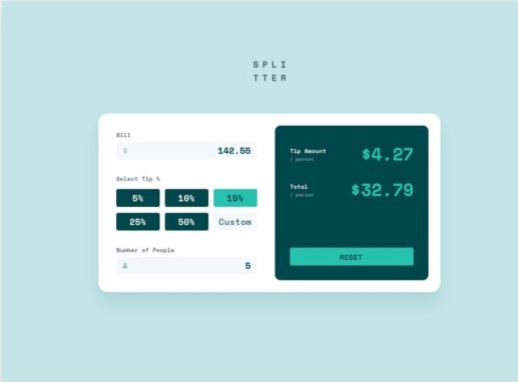 SPLI
TTER
Bill
$ 142.55
Select Tip %
5% 10% 15%
25% 50% Custom
Number of People
5
Tip Amount
/ person
$4.27
Total
/ person
$32.79
RESET